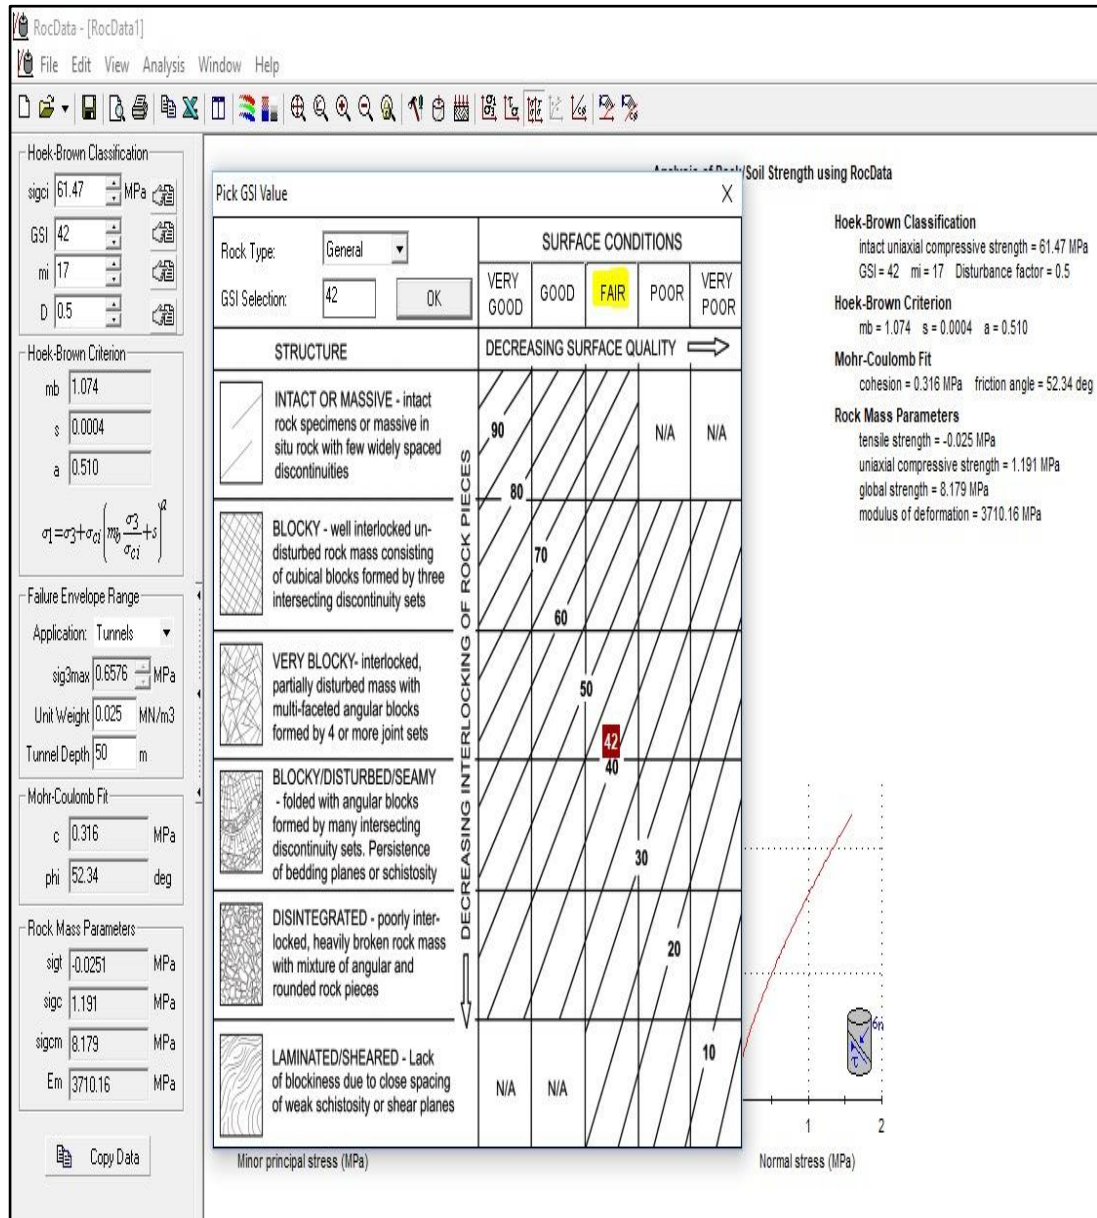 RocData - [RocData1]
File Edit View Analysis Window Help
Hoek-Brown Classification
sigci 61.47 MPa
GSI 42
mi 17
D 0.5
Hoek-Brown Criterion
mb 1.074
s 0.0004
a 0.510
σ1=σ3+σci(mb σ3/σci +s)^a
Failure Envelope Range
Application: Tunnels
sig3max 0.6576 MPa
Unit Weight 0.025 MN/m3
Tunnel Depth 50 m
Mohr-Coulomb Fit
c 0.316 MPa
phi 52.34 deg
Rock Mass Parameters
sigt -0.0251 MPa
sigc 1.191 MPa
sigcm 8.179 MPa
Em 3710.16 MPa
Copy Data
Pick GSI Value
Rock Type: General
GSI Selection: 42 OK
SURFACE CONDITIONS
VERY GOOD
GOOD
FAIR
POOR
VERY POOR
STRUCTURE
DECREASING SURFACE QUALITY
DECREASING INTERLOCKING OF ROCK PIECES
INTACT OR MASSIVE - intact
rock specimens or massive in
situ rock with few widely spaced
discontinuities
BLOCKY - well interlocked un-
disturbed rock mass consisting
of cubical blocks formed by three
intersecting discontinuity sets
VERY BLOCKY- interlocked,
partially disturbed mass with
multi-faceted angular blocks
formed by 4 or more joint sets
BLOCKY/DISTURBED/SEAMY
- folded with angular blocks
formed by many intersecting
discontinuity sets. Persistence
of bedding planes or schistosity
DISINTEGRATED - poorly inter-
locked, heavily broken rock mass
with mixture of angular and
rounded rock pieces
LAMINATED/SHEARED - Lack
of blockiness due to close spacing
of weak schistosity or shear planes
90
N/A N/A
80
70
60
50
42
40
30
20
10
N/A N/A
/Soil Strength using RocData
Hoek-Brown Classification
intact uniaxial compressive strength = 61.47 MPa
GSI = 42 mi = 17 Disturbance factor = 0.5
Hoek-Brown Criterion
mb = 1.074 s = 0.0004 a = 0.510
Mohr-Coulomb Fit
cohesion = 0.316 MPa friction angle = 52.34 deg
Rock Mass Parameters
tensile strength = -0.025 MPa
uniaxial compressive strength = 1.191 MPa
global strength = 8.179 MPa
modulus of deformation = 3710.16 MPa
1 2
Minor principal stress (MPa)
Normal stress (MPa)